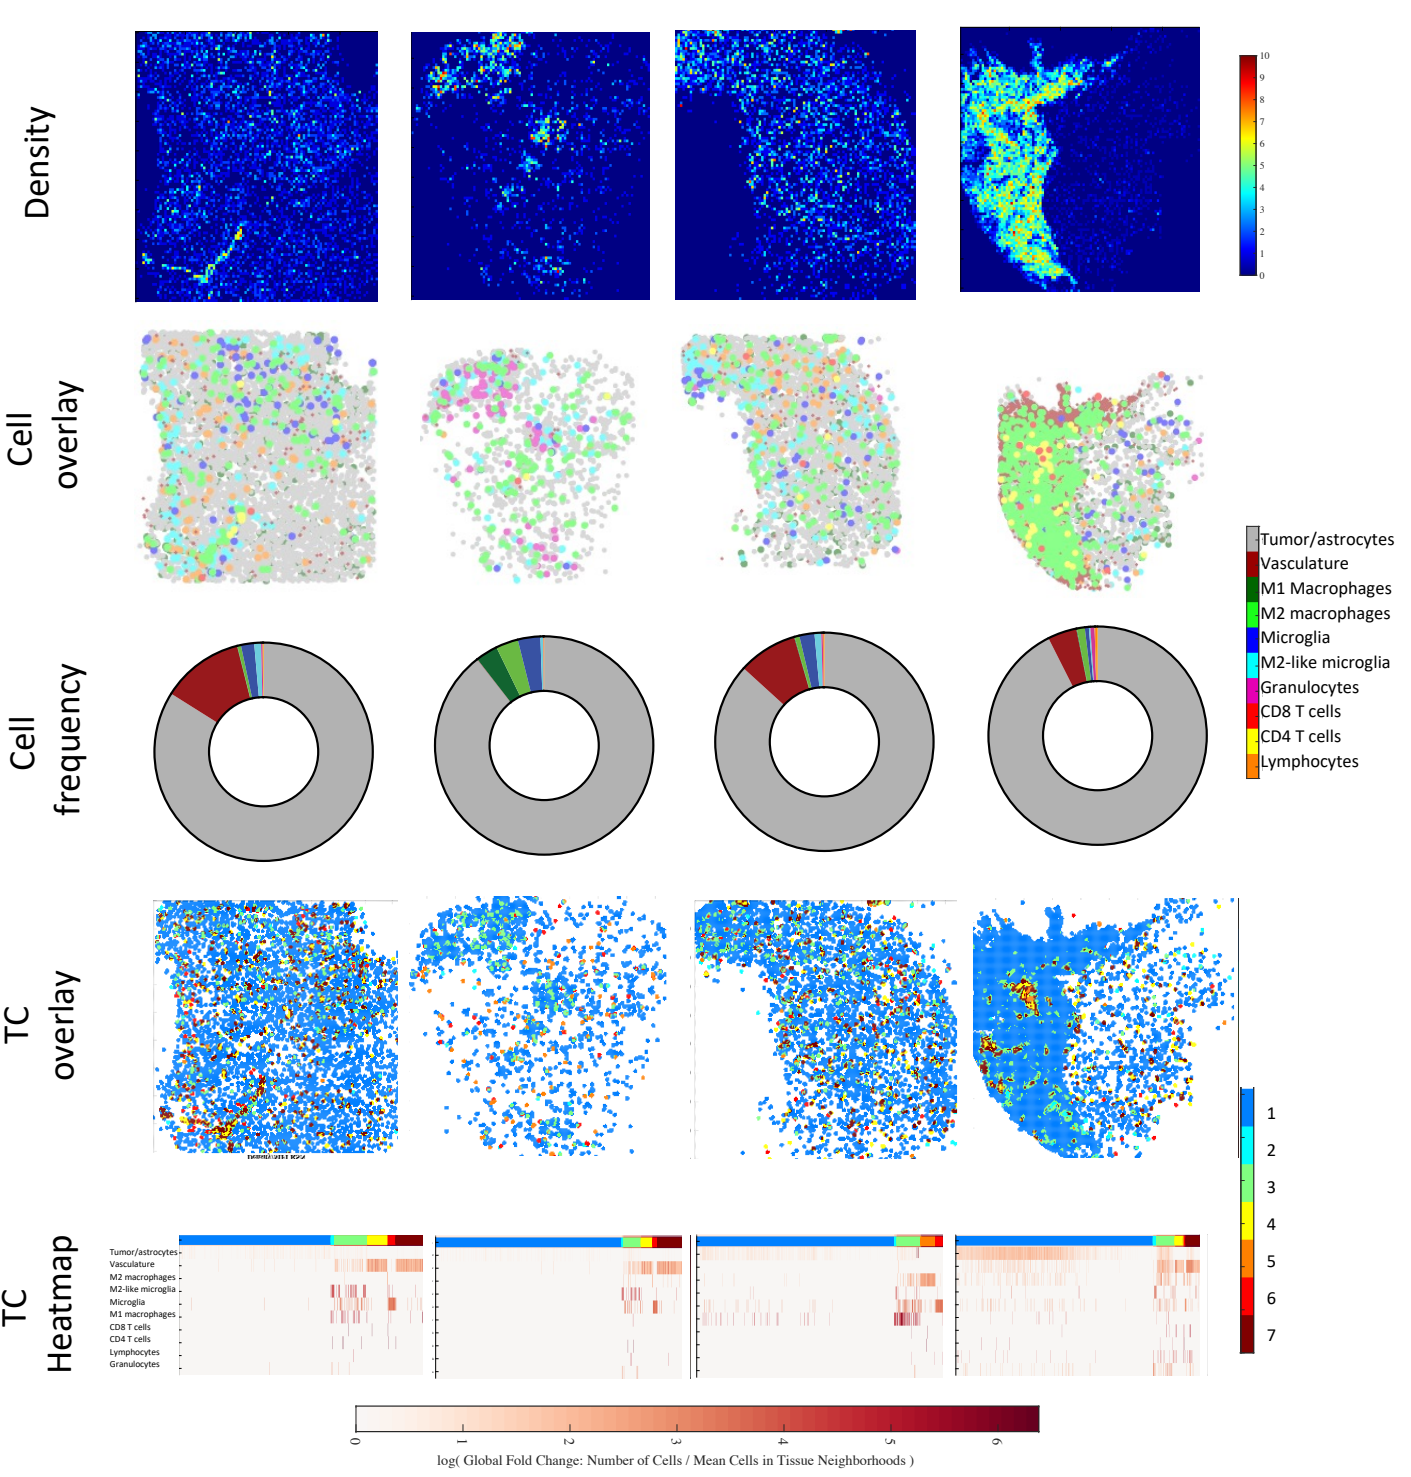 Density
10
9
8
7
6
5
4
3
2
1
0
Cell
overlay
Tumor/astrocytes
Vasculature
M1 Macrophages
M2 macrophages
Microglia
M2-like microglia
Granulocytes
CD8 T cells
CD4 T cells
Lymphocytes
Cell
frequency
TC
overlay
1
2
3
4
5
6
7
TC
Heatmap
Tumor/astrocytes
Vasculature
M2 macrophages
M2-like microglia
Microglia
M1 macrophages
CD8 T cells
CD4 T cells
Lymphocytes
Granulocytes
0 1 2 3 4 5 6
log( Global Fold Change: Number of Cells / Mean Cells in Tissue Neighborhoods )